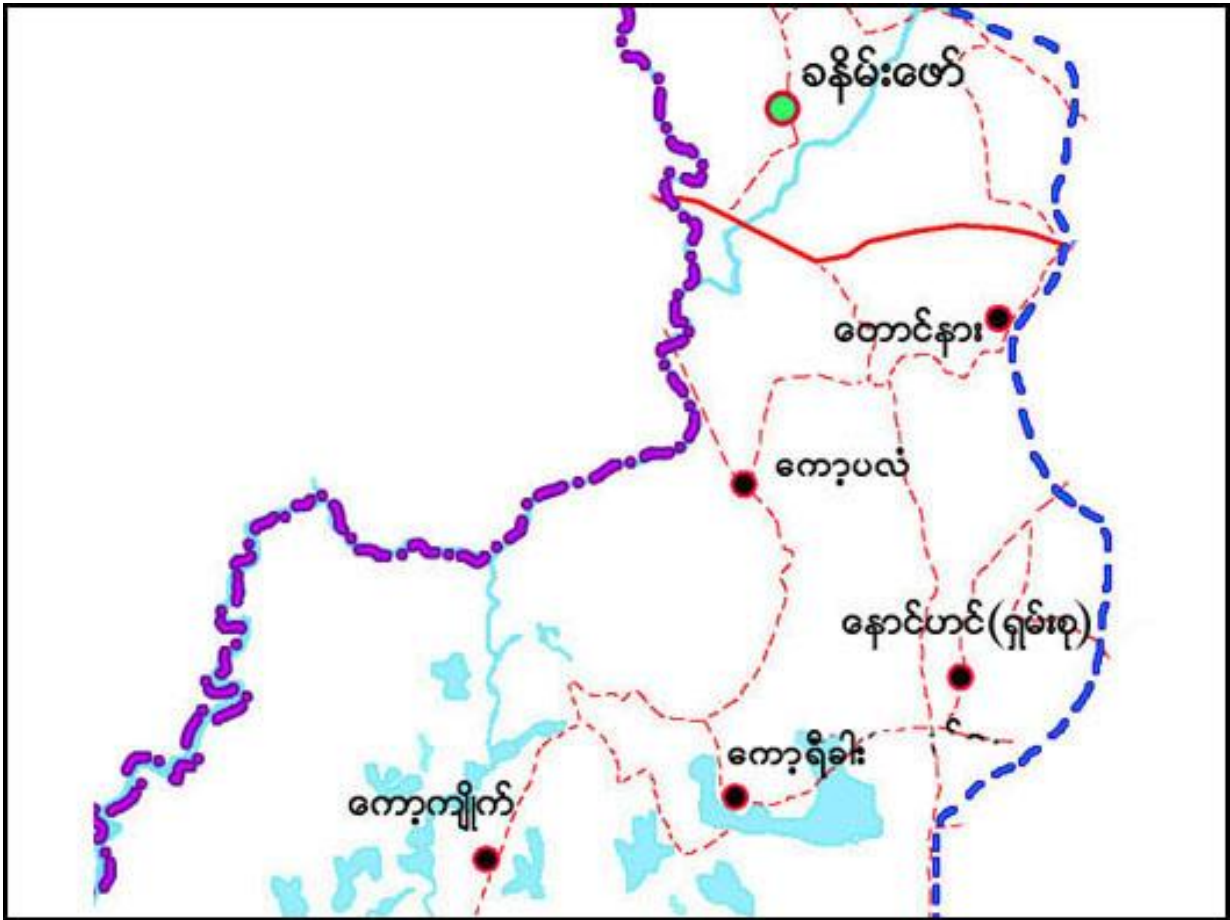 ခနိမ်းဖော်
တောင်နား
ကော့ပလံ
နောင်ဟင်(ရှမ်းစု)
ကော့ရီခါး
ကော့ကျိုက်